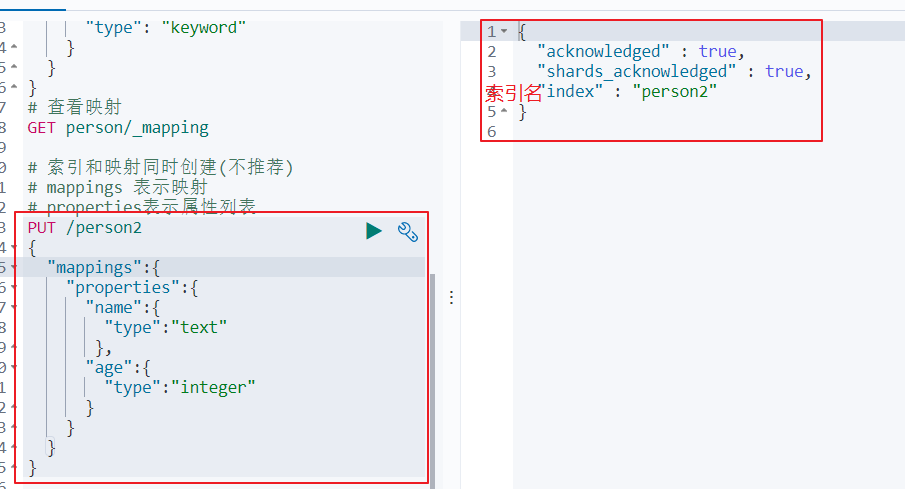 3 "type": "keyword"
4 }
5 }
6 }
7 # 查看映射
8 GET person/_mapping
9
0 # 索引和映射同时创建(不推荐)
1 # mappings 表示映射
2 # properties表示属性列表
3 PUT /person2
4 {
5 "mappings":{
6 "properties":{
7 "name":{
8 "type":"text"
9 },
0 "age":{
1 "type":"integer"
2 }
3 }
4 }
5 }
6
1 {
2 "acknowledged" : true,
3 "shards_acknowledged" : true,
索引名 "index" : "person2"
5 }
6